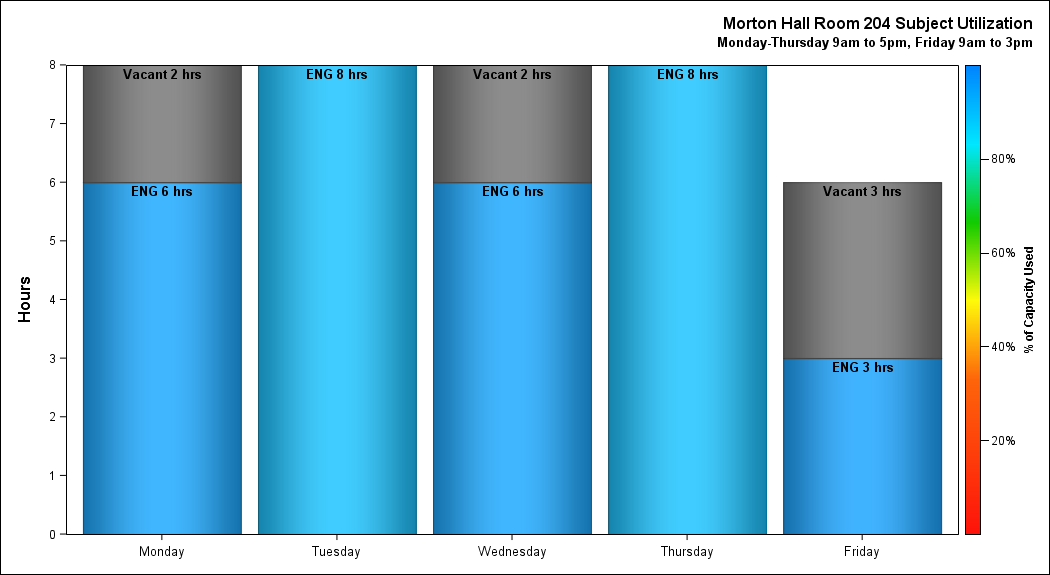 Morton Hall Room 204 Subject Utilization
Monday-Thursday 9am to 5pm, Friday 9am to 3pm
8
7
6
5
4
3
2
1
0
Hours
Vacant 2 hrs
ENG 6 hrs
ENG 8 hrs
Vacant 2 hrs
ENG 6 hrs
ENG 8 hrs
Vacant 3 hrs
ENG 3 hrs
Monday
Tuesday
Wednesday
Thursday
Friday
80%
60%
40%
20%
% of Capacity Used